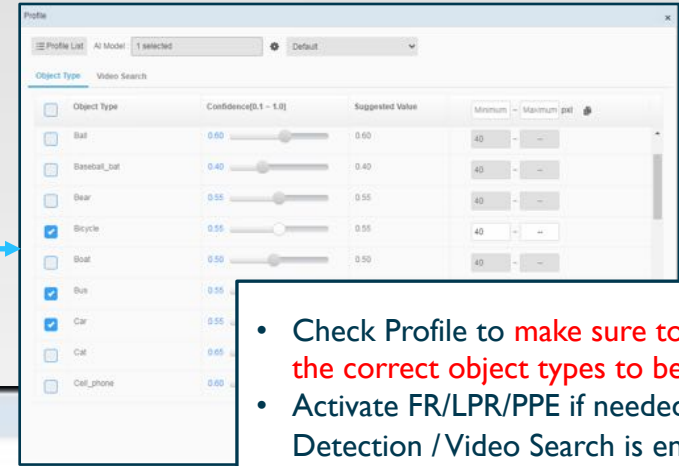 Profile ×
Profile List AI Model 1 selected Default
Object Type Video Search
Object Type Confidence[0.1 ~ 1.0] Suggested Value Minimum ~ Maximum pxl
Ball 0.60 0.60 40 ~ --
Baseball_bat 0.40 0.40 40 ~ --
Bear 0.55 0.55 40 ~ --
Bicycle 0.55 0.55 40 ~ --
Boat 0.50 0.50 40 ~ --
Bus 0.55
Car 0.55
Cat 0.65
Cell_phone 0.60
• Check Profile to make sure to
the correct object types to be
• Activate FR/LPR/PPE if needed
Detection / Video Search is en